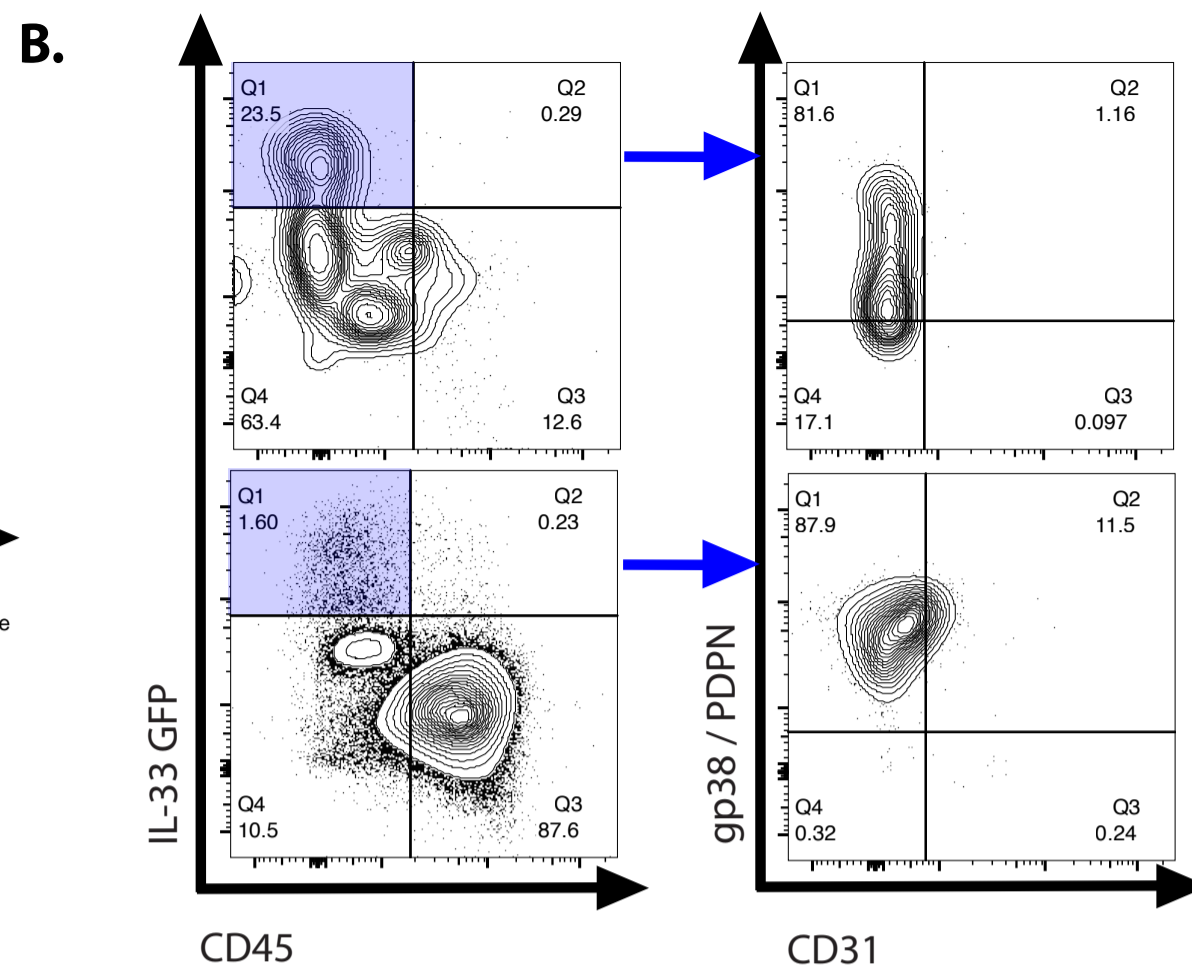 B.
Q1
23.5
Q2
0.29
Q4
63.4
Q3
12.6
Q1
81.6
Q2
1.16
Q4
17.1
Q3
0.097
Q1
1.60
Q2
0.23
Q4
10.5
Q3
87.6
Q1
87.9
Q2
11.5
Q4
0.32
Q3
0.24
e
IL-33 GFP
gp38 / PDPN
CD45
CD31